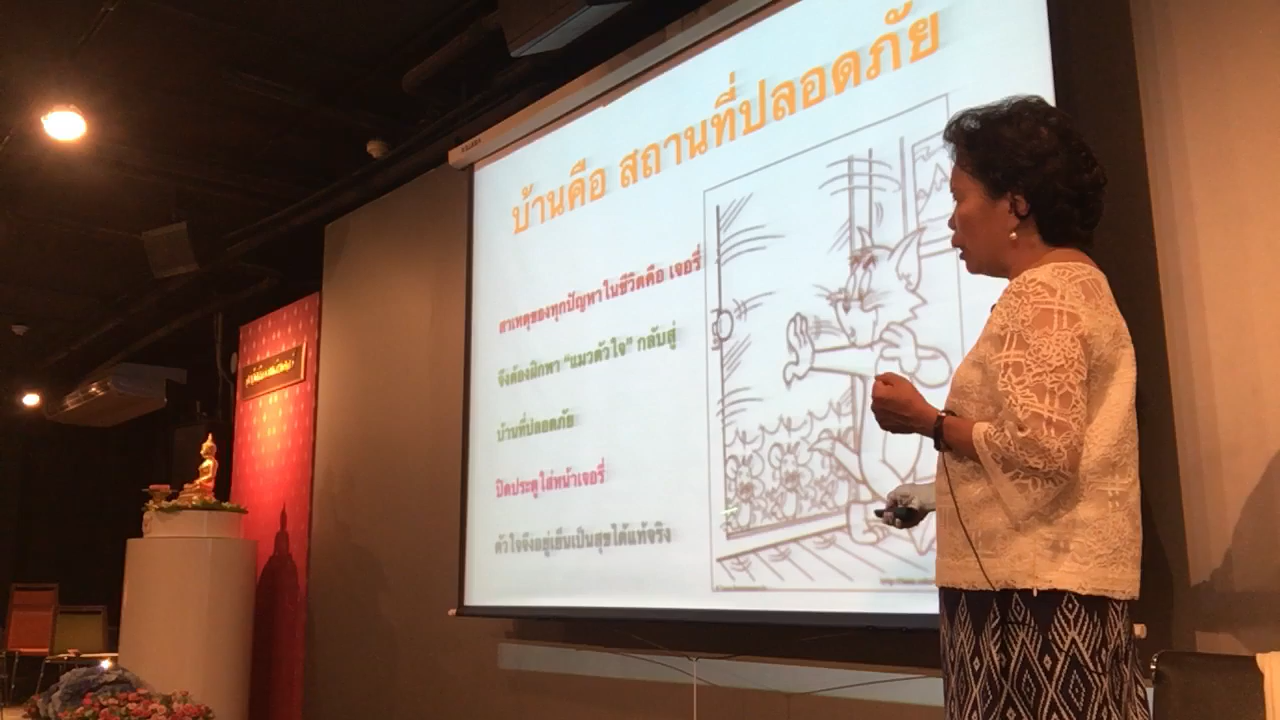 บ้านคือ สถานที่ปลอดภัย
สาเหตุของทุกปัญหาในชีวิตคือ เจอรี่
จึงต้องฝึกพา “แมวตัวใจ” กลับสู่
บ้านที่ปลอดภัย
ปิดประตูใส่หน้าเจอรี่
ตัวใจจึงอยู่เย็นเป็นสุขได้แท้จริง